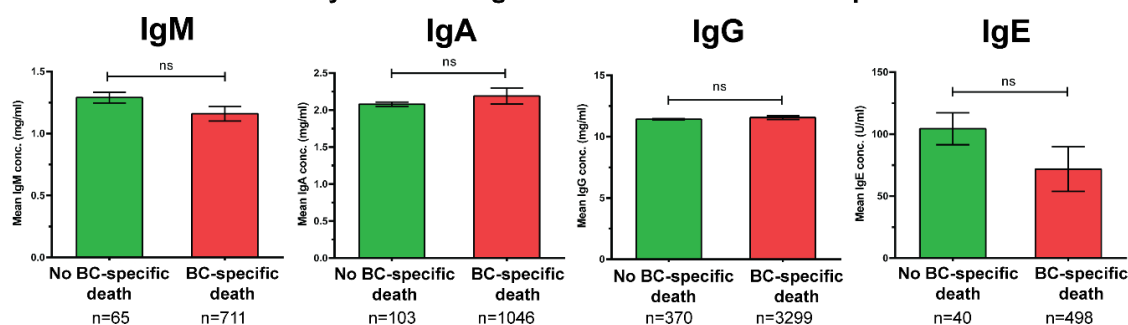 IgM
ns
Mean IgM conc. (mg/ml)
1.5
1.0
0.5
0.0
No BC-specific death
n=65
BC-specific death
n=711
IgA
ns
Mean IgA conc. (mg/ml)
2.5
2.0
1.5
1.0
0.5
0.0
No BC-specific death
n=103
BC-specific death
n=1046
IgG
ns
Mean IgG conc. (mg/ml)
15
10
5
0
No BC-specific death
n=370
BC-specific death
n=3299
IgE
ns
Mean IgE conc. (U/ml)
150
100
50
0
No BC-specific death
n=40
BC-specific death
n=498